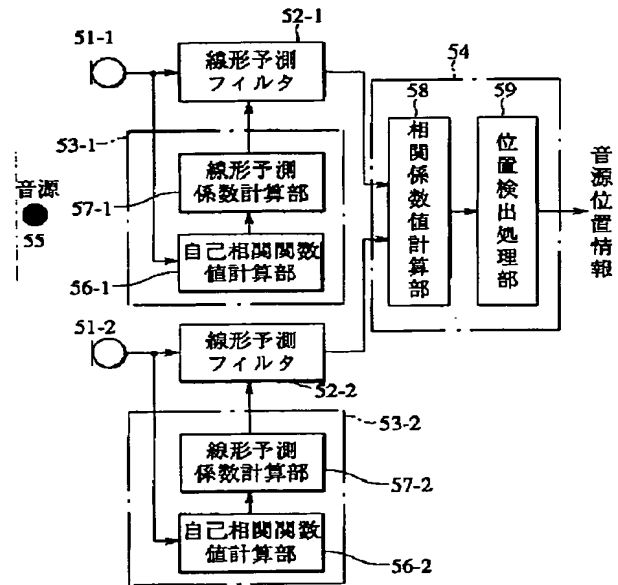 51-1
52-1
線形予測
フィルタ
53-1
線形予測
係数計算部
57-1
自己相関関数
値計算部
56-1
音源
55
51-2
線形予測
フィルタ
52-2
53-2
線形予測
係数計算部
57-2
自己相関関数
値計算部
56-2
54
58
相関係数値計算部
59
位置検出処理部
音源位置情報